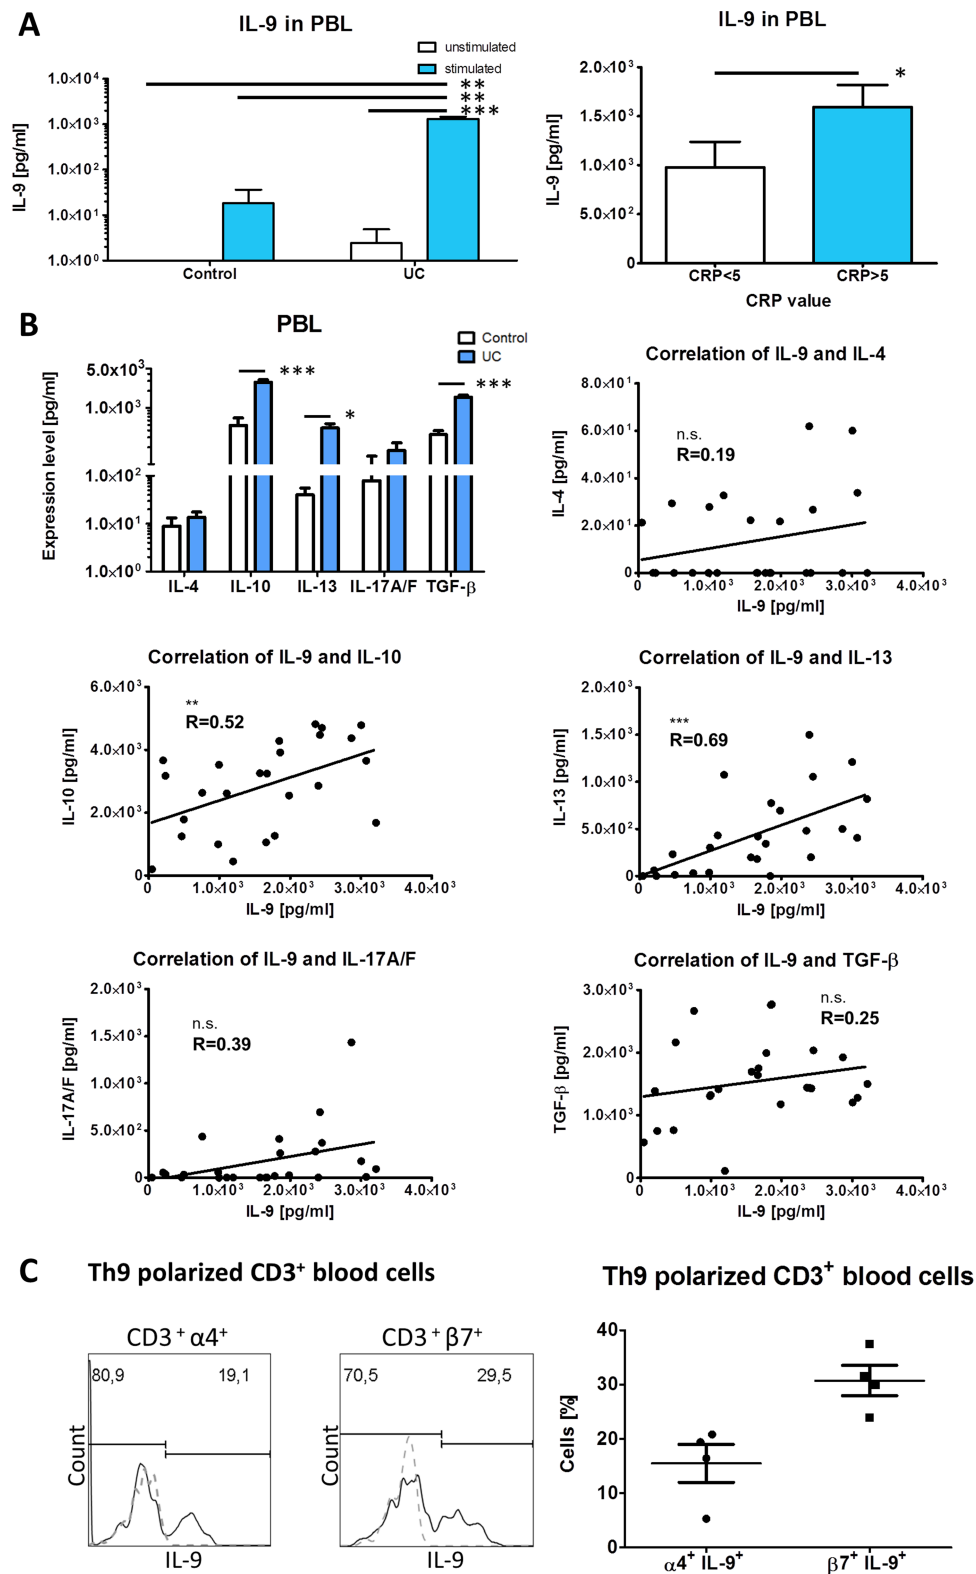 A
IL-9 in PBL
unstimulated
stimulated
IL-9 [pg/ml]
1.0×10⁴
1.0×10³
1.0×10²
1.0×10¹
1.0×10⁰
**
**
***
Control
UC
IL-9 in PBL
IL-9 [pg/ml]
2.0×10³
1.5×10³
1.0×10³
5.0×10²
0
*
CRP<5
CRP>5
CRP value
B
PBL
Control
UC
Expression level [pg/ml]
5.0×10³
1.0×10³
1.0×10²
1.0×10¹
1.0×10⁰
***
*
***
IL-4
IL-10
IL-13
IL-17A/F
TGF-β
Correlation of IL-9 and IL-4
IL-4 [pg/ml]
8.0×10¹
6.0×10¹
4.0×10¹
2.0×10¹
0
n.s.
R=0.19
0
1.0×10³
2.0×10³
3.0×10³
4.0×10³
IL-9 [pg/ml]
Correlation of IL-9 and IL-10
IL-10 [pg/ml]
6.0×10³
4.0×10³
2.0×10³
0
**
R=0.52
0
1.0×10³
2.0×10³
3.0×10³
4.0×10³
IL-9 [pg/ml]
Correlation of IL-9 and IL-13
IL-13 [pg/ml]
2.0×10³
1.5×10³
1.0×10³
5.0×10²
0
***
R=0.69
0
1.0×10³
2.0×10³
3.0×10³
4.0×10³
IL-9 [pg/ml]
Correlation of IL-9 and IL-17A/F
IL-17A/F [pg/ml]
2.0×10³
1.5×10³
1.0×10³
5.0×10²
0
n.s.
R=0.39
0
1.0×10³
2.0×10³
3.0×10³
4.0×10³
IL-9 [pg/ml]
Correlation of IL-9 and TGF-β
TGF-β [pg/ml]
3.0×10³
2.0×10³
1.0×10³
0
n.s.
R=0.25
0
1.0×10³
2.0×10³
3.0×10³
4.0×10³
IL-9 [pg/ml]
C
Th9 polarized CD3⁺ blood cells
CD3⁺α4⁺
80,9
19,1
Count
IL-9
CD3⁺β7⁺
70,5
29,5
Count
IL-9
Th9 polarized CD3⁺ blood cells
Cells [%]
40
30
20
10
0
α4⁺ IL-9⁺
β7⁺ IL-9⁺